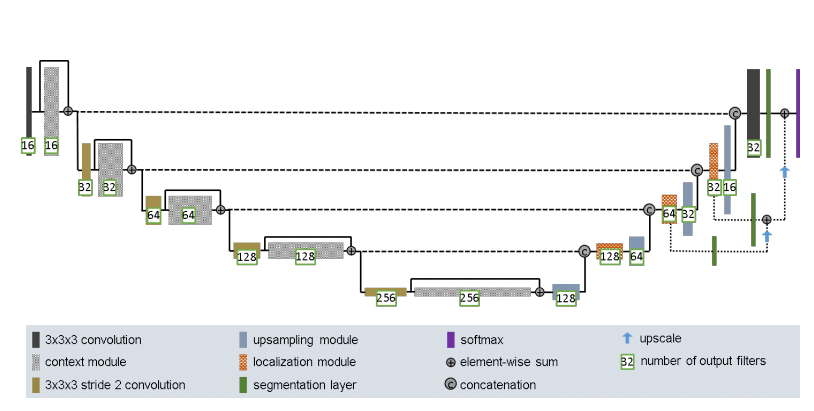 16 16
32 32
64 64
128 128
256 256 128
128 64
64 32
32 16
32
3x3x3 convolution
context module
3x3x3 stride 2 convolution
upsampling module
localization module
segmentation layer
softmax
+ element-wise sum
C concatenation
upscale
32 number of output filters